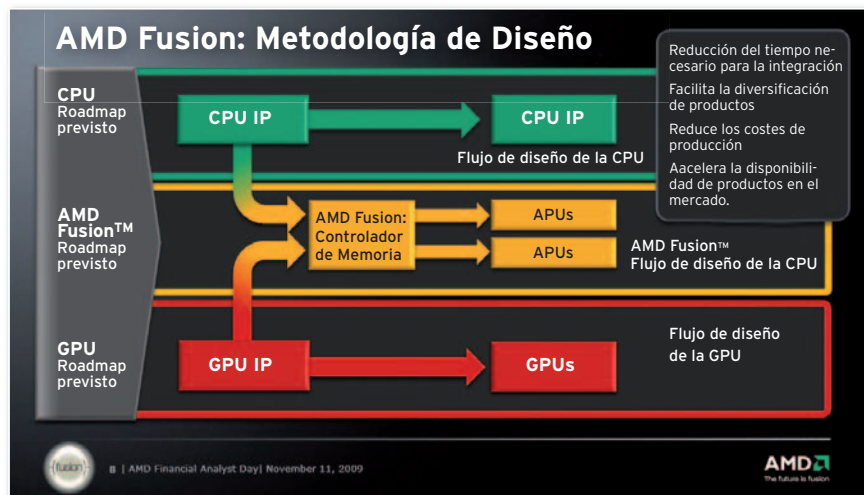 AMD Fusion: Metodología de Diseño
Reducción del tiempo ne-
cesario para la integración
Facilita la diversificación
de productos
Reduce los costes de
producción
Aacelera la disponibili-
dad de productos en el
mercado.
CPU
Roadmap
previsto
CPU IP
CPU IP
Flujo de diseño de la CPU
AMD
Fusion™
Roadmap
previsto
AMD Fusion:
Controlador
de Memoria
APUs
APUs
AMD Fusion™
Flujo de diseño de la CPU
GPU
Roadmap
previsto
GPU IP
GPUs
Flujo de diseño
de la GPU
{fusion}
8 | AMD Financial Analyst Day| November 11, 2009
AMD
The future is fusion